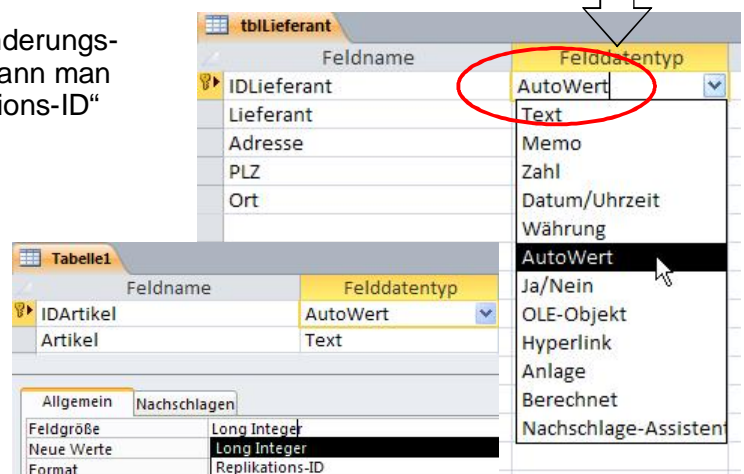 nderungs-
ann man
ions-ID“
tblLieferant
Feldname Felddatentyp
IDLieferant AutoWert
Lieferant
Adresse
PLZ
Ort
Text
Memo
Zahl
Datum/Uhrzeit
Währung
AutoWert
Ja/Nein
OLE-Objekt
Hyperlink
Anlage
Berechnet
Nachschlage-Assistent
Tabelle1
Feldname Felddatentyp
IDArtikel AutoWert
Artikel Text
Allgemein Nachschlagen
Feldgröße Long Integer
Neue Werte Long Integer
Format Replikations-ID